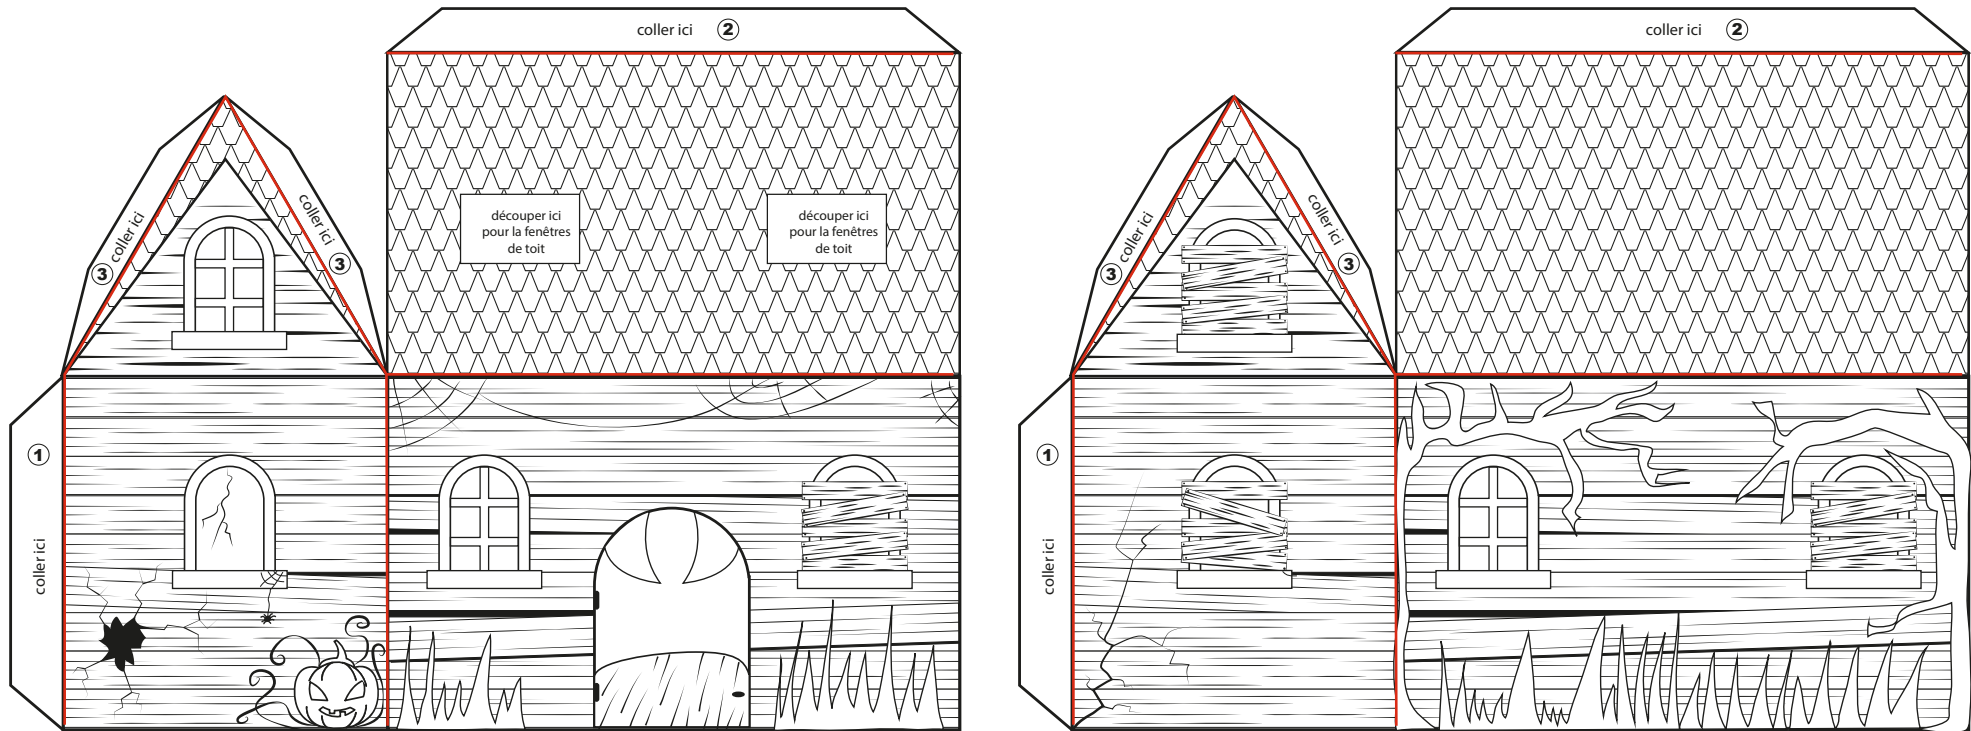 coller ici 2
coller ici 2
découper ici
pour la fenêtres
de toit
découper ici
pour la fenêtres
de toit
3 coller ici
coller ici 3
3 coller ici
coller ici 3
1
coller ici
1
coller ici